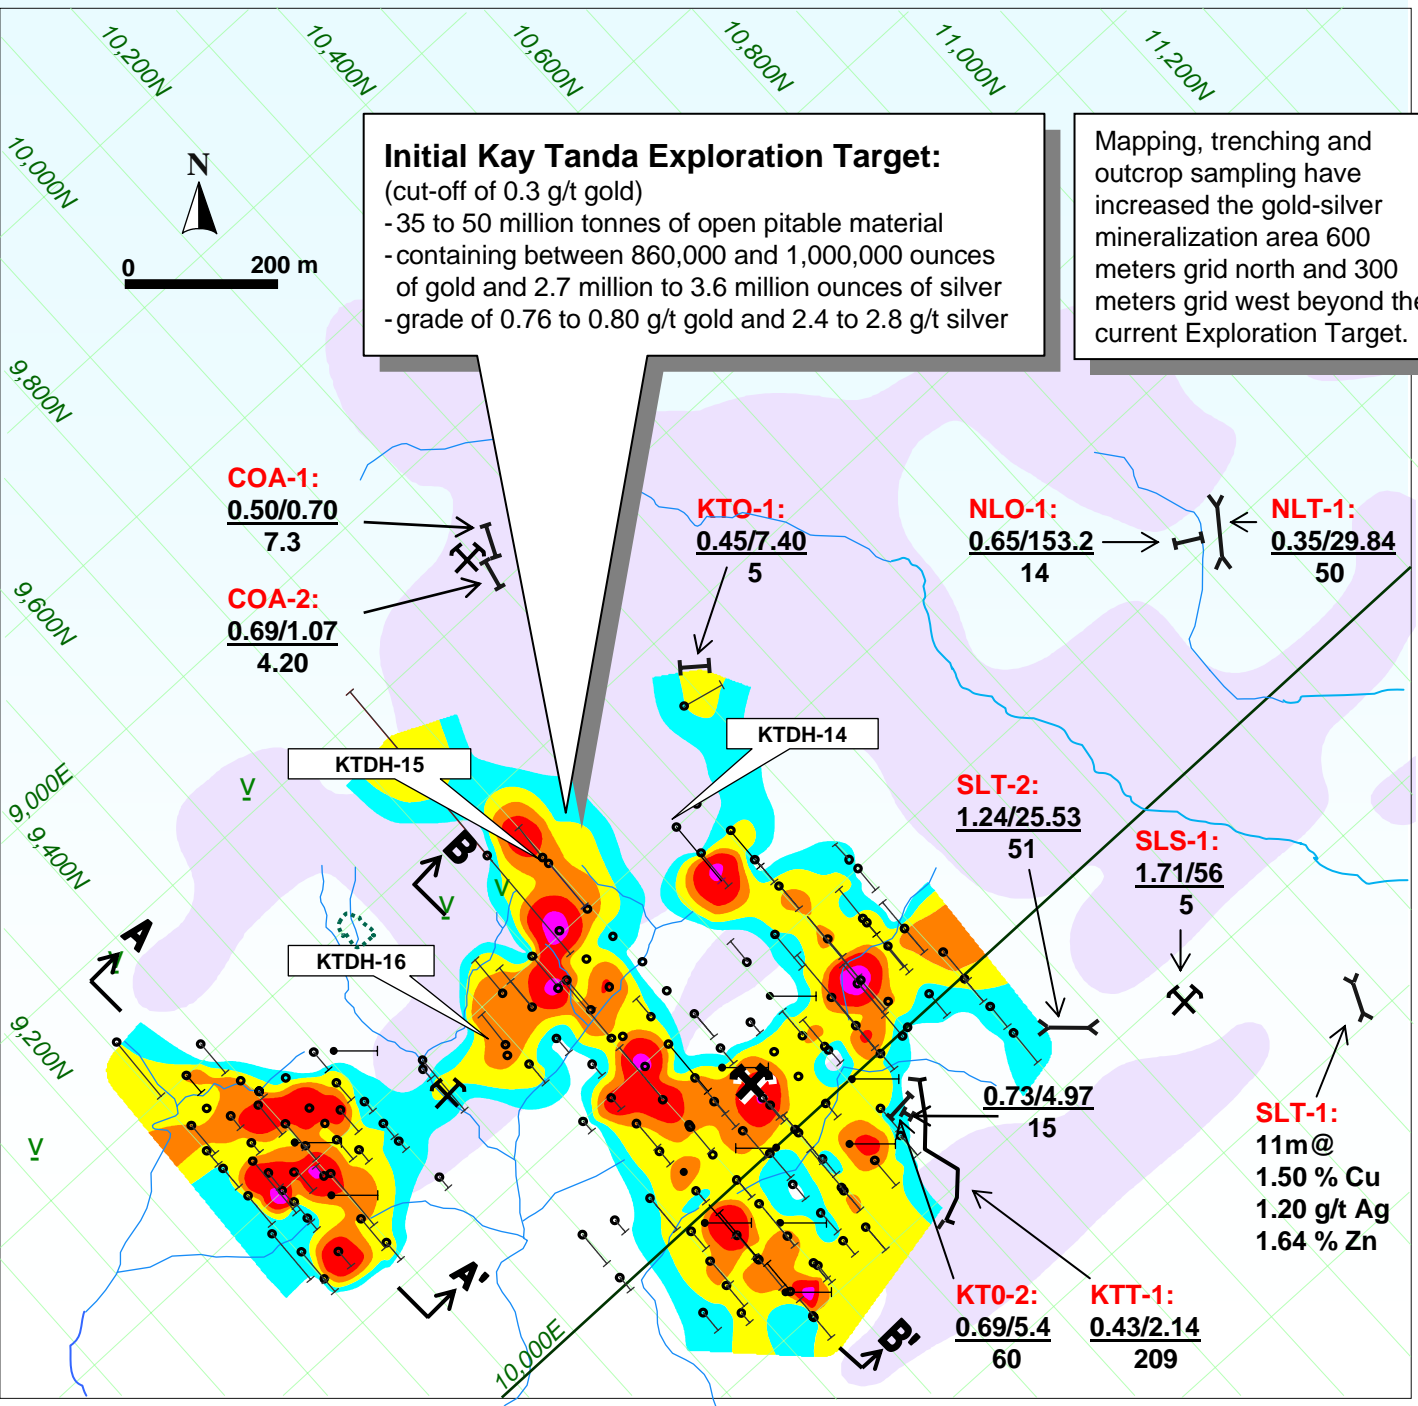 10,200N
10,400N
10,600N
10,800N
11,000N
11,200N
10,000N
N
0 200 m
Initial Kay Tanda Exploration Target:
(cut-off of 0.3 g/t gold)
-35 to 50 million tonnes of open pitable material
-containing between 860,000 and 1,000,000 ounces
of gold and 2.7 million to 3.6 million ounces of silver
-grade of 0.76 to 0.80 g/t gold and 2.4 to 2.8 g/t silver
Mapping, trenching and
outcrop sampling have
increased the gold-silver
mineralization area 600
meters grid north and 300
meters grid west beyond the
current Exploration Target.
9,800N
COA-1:
0.50/0.70
7.3
COA-2:
0.69/1.07
4.20
KTO-1:
0.45/7.40
5
NLO-1:
0.65/153.2
14
NLT-1:
0.35/29.84
50
9,600N
KTDH-14
KTDH-15
SLT-2:
1.24/25.53
51
SLS-1:
1.71/56
5
9,000E
9,400N
V
B
V
V
A
KTDH-16
9,200N
0.73/4.97
15
SLT-1:
11m@
1.50 % Cu
1.20 g/t Ag
1.64 % Zn
V
A'
B'
KT0-2:
0.69/5.4
60
KTT-1:
0.43/2.14
209
10,000E